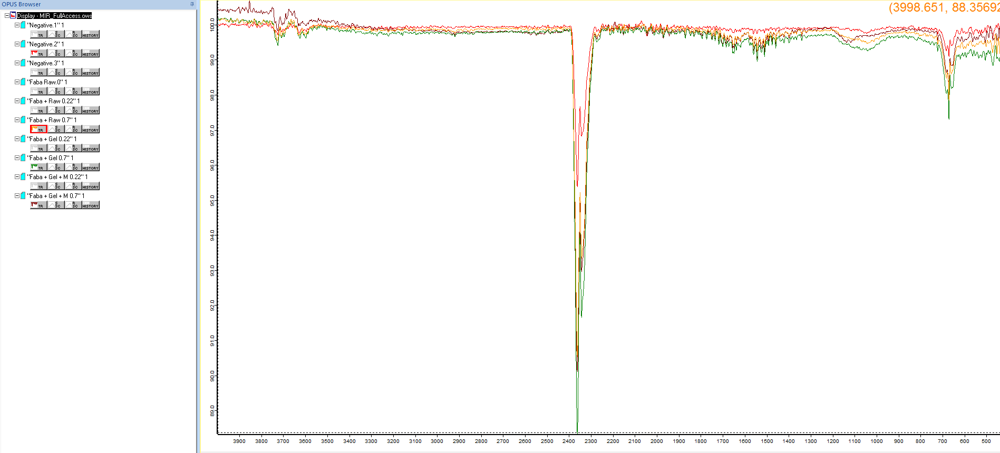 OPUS Browser
Display - MIR_FullAccess.ows
"Negative.1" 1
TR S SC R SC HISTORY
"Negative.2" 1
TR S SC R SC HISTORY
"Negative.3" 1
TR S SC R SC HISTORY
"Faba Raw.0" 1
TR S SC R SC HISTORY
"Faba + Raw 0.22" 1
TR S SC R SC HISTORY
"Faba + Raw 0.7" 1
TR S SC R SC HISTORY
"Faba + Gel 0.22" 1
TR S SC R SC HISTORY
"Faba + Gel 0.7" 1
TR S SC R SC HISTORY
"Faba + Gel + M 0.22" 1
TR S SC R SC HISTORY
"Faba + Gel + M 0.7" 1
TR S SC R SC HISTORY
(3998.651, 88.35692
100.0
99.0
98.0
97.0
96.0
95.0
94.0
93.0
92.0
91.0
90.0
89.0
3900 3800 3700 3600 3500 3400 3300 3200 3100 3000 2900 2800 2700 2600 2500 2400 2300 2200 2100 2000 1900 1800 1700 1600 1500 1400 1300 1200 1100 1000 900 800 700 600 500